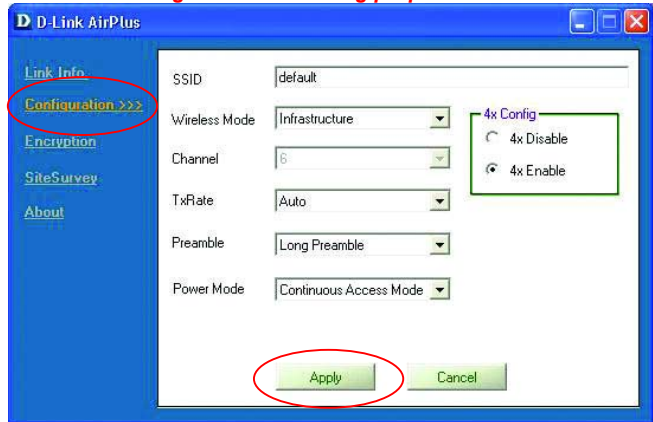 D D-Link AirPlus
Link Info
Configuration >>>
Encryption
SiteSurvey
About
SSID default
Wireless Mode Infrastructure
Channel 6
TxRate Auto
Preamble Long Preamble
Power Mode Continuous Access Mode
4x Config
4x Disable
4x Enable
Apply Cancel